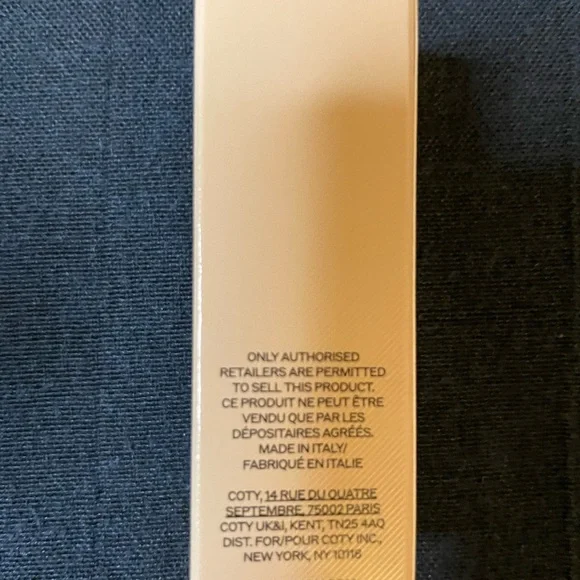 ONLY AUTHORISED
RETAILERS ARE PERMITTED
TO SELL THIS PRODUCT.
CE PRODUIT NE PEUT ÊTRE
VENDU QUE PAR LES
DÉPOSITAIRES AGRÉÉS.
MADE IN ITALY/
FABRIQUÉ EN ITALIE
COTY, 14 RUE DU QUATRE
SEPTEMBRE, 75002 PARIS
COTY UK&I, KENT, TN25 4AQ
DIST. FOR/POUR COTY INC.,
NEW YORK, NY 10118